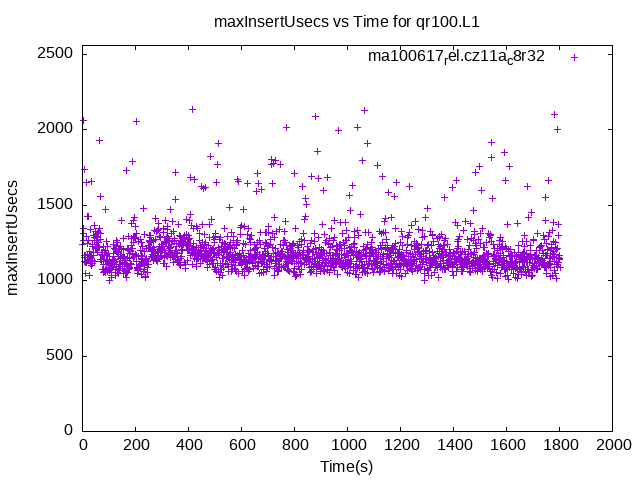 maxInsertUsecs vs Time for qr100.L1
ma100617rel.cz11ac8r32
maxInsertUsecs
2500
2000
1500
1000
500
0
0 200 400 600 800 1000 1200 1400 1600 1800 2000
Time(s)